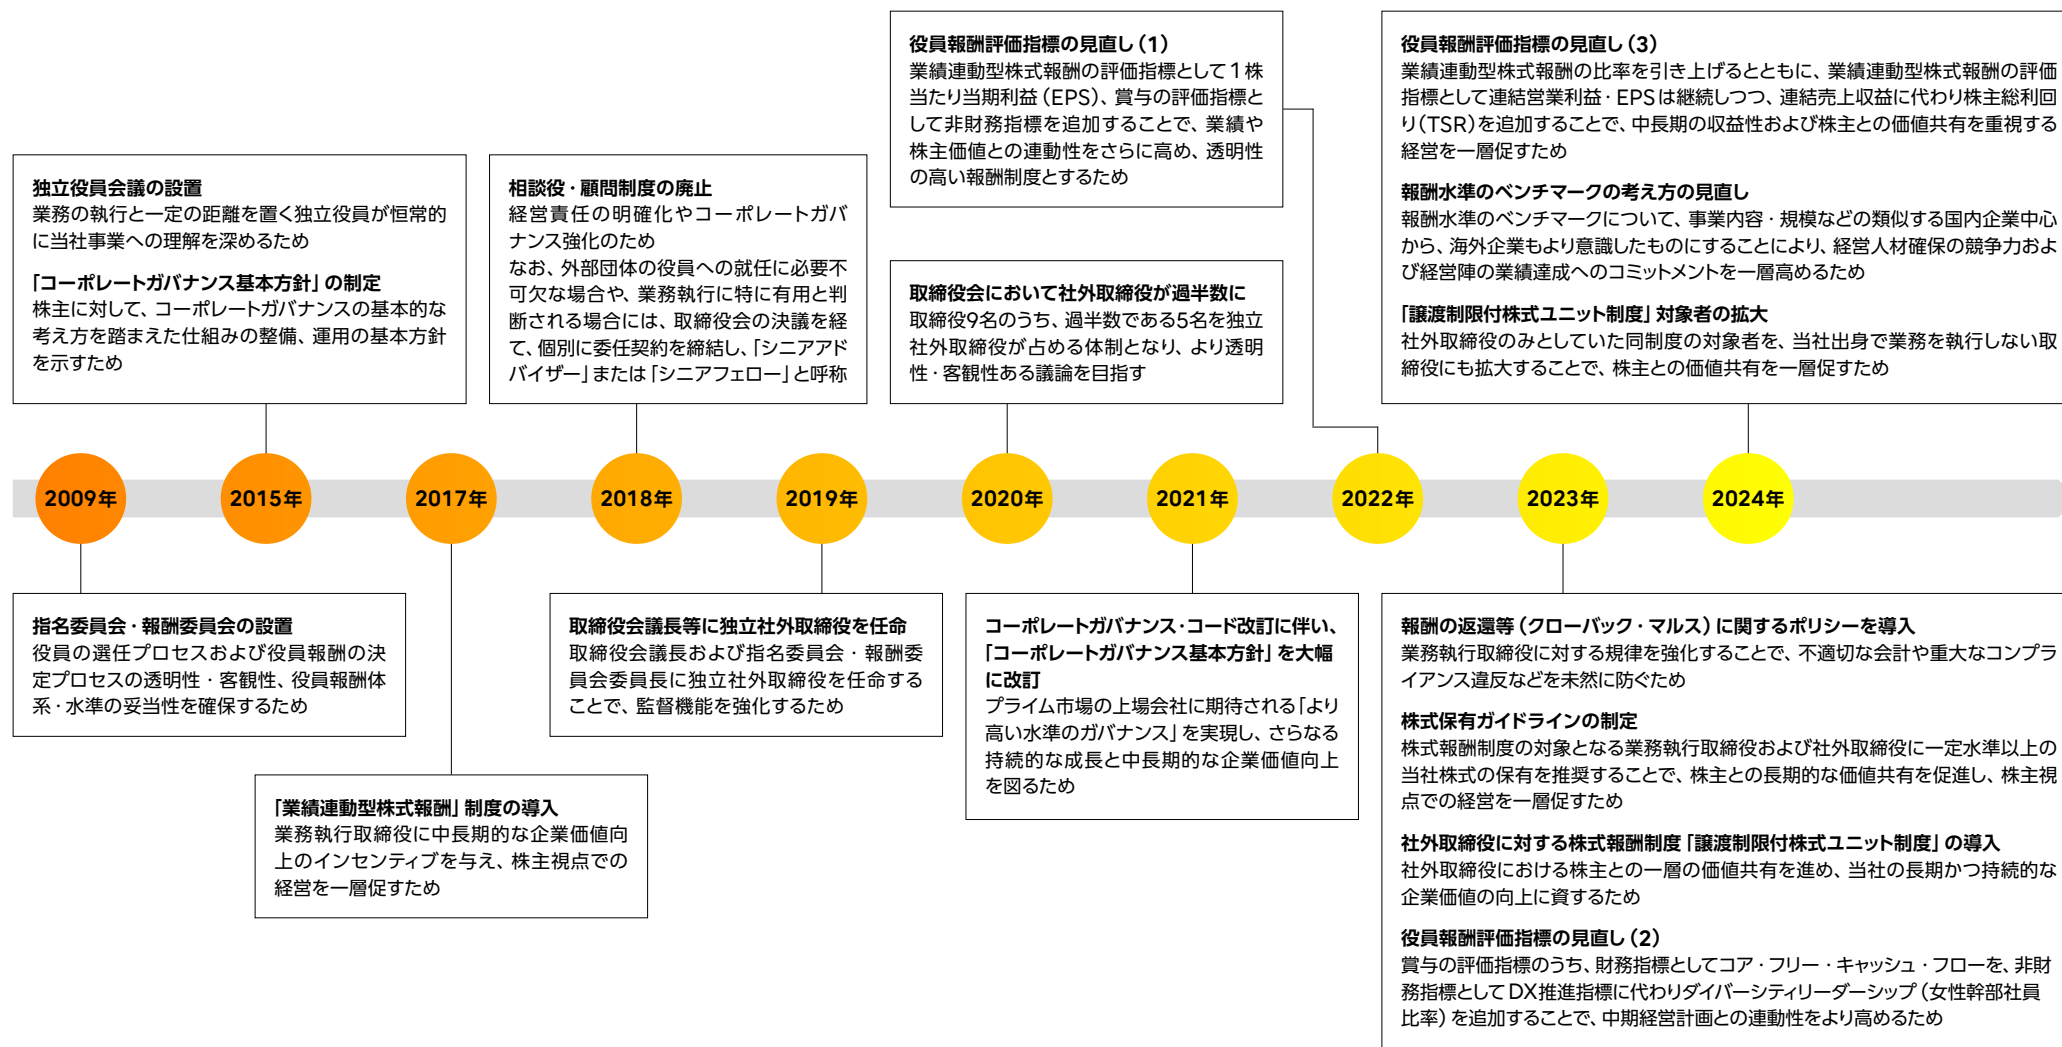 独立役員会議の設置
業務の執行と一定の距離を置く独立役員が恒常的
に当社事業への理解を深めるため
「コーポレートガバナンス基本方針」の制定
株主に対して、コーポレートガバナンスの基本的な
考え方を踏まえた仕組みの整備、運用の基本方針
を示すため
相談役・顧問制度の廃止
経営責任の明確化やコーポレートガバ
ナンス強化のため
なお、外部団体の役員への就任に必要不
可欠な場合や、業務執行に特に有用と判
断される場合には、取締役会の決議を経
て、個別に委任契約を締結し、「シニアアド
バイザー」または「シニアフェロー」と呼称
役員報酬評価指標の見直し(1)
業績連動型株式報酬の評価指標として1株
当たり当期利益(EPS)、賞与の評価指標と
して非財務指標を追加することで、業績や
株主価値との連動性をさらに高め、透明性
の高い報酬制度とするため
取締役会において社外取締役が過半数に
取締役9名のうち、過半数である5名を独立
社外取締役が占める体制となり、より透明
性・客観性ある議論を目指す
役員報酬評価指標の見直し(3)
業績連動型株式報酬の比率を引き上げるとともに、業績連動型株式報酬の評価
指標として連結営業利益・EPSは継続しつつ、連結売上収益に代わり株主総利回
り(TSR)を追加することで、中長期の収益性および株主との価値共有を重視する
経営を一層促すため
報酬水準のベンチマークの考え方の見直し
報酬水準のベンチマークについて、事業内容・規模などの類似する国内企業中心
から、海外企業もより意識したものにすることにより、経営人材確保の競争力およ
び経営陣の業績達成へのコミットメントを一層高めるため
「譲渡制限付株式ユニット制度」対象者の拡大
社外取締役のみとしていた同制度の対象者を、当社出身で業務を執行しない取
締役にも拡大することで、株主との価値共有を一層促すため
2009年
2015年
2017年
2018年
2019年
2020年
2021年
2022年
2023年
2024年
指名委員会・報酬委員会の設置
役員の選任プロセスおよび役員報酬の決
定プロセスの透明性・客観性、役員報酬体
系・水準の妥当性を確保するため
「業績連動型株式報酬」制度の導入
業務執行取締役に中長期的な企業価値向
上のインセンティブを与え、株主視点での
経営を一層促すため
取締役会議長等に独立社外取締役を任命
取締役会議長および指名委員会・報酬委
員会委員長に独立社外取締役を任命する
ことで、監督機能を強化するため
コーポレートガバナンス・コード改訂に伴い、
「コーポレートガバナンス基本方針」を大幅
に改訂
プライム市場の上場会社に期待される「より
高い水準のガバナンス」を実現し、さらなる
持続的な成長と中長期的な企業価値向上
を図るため
報酬の返還等(クローバック・マルス)に関するポリシーを導入
業務執行取締役に対する規律を強化することで、不適切な会計や重大なコンプラ
イアンス違反などを未然に防ぐため
株式保有ガイドラインの制定
株式報酬制度の対象となる業務執行取締役および社外取締役に一定水準以上の
当社株式の保有を推奨することで、株主との長期的な価値共有を促進し、株主視
点での経営を一層促すため
社外取締役に対する株式報酬制度「譲渡制限付株式ユニット制度」の導入
社外取締役における株主との一層の価値共有を進め、当社の長期かつ持続的な
企業価値の向上に資するため
役員報酬評価指標の見直し(2)
賞与の評価指標のうち、財務指標としてコア・フリー・キャッシュ・フローを、非財
務指標としてDX推進指標に代わりダイバーシティリーダーシップ(女性幹部社員
比率)を追加することで、中期経営計画との連動性をより高めるため